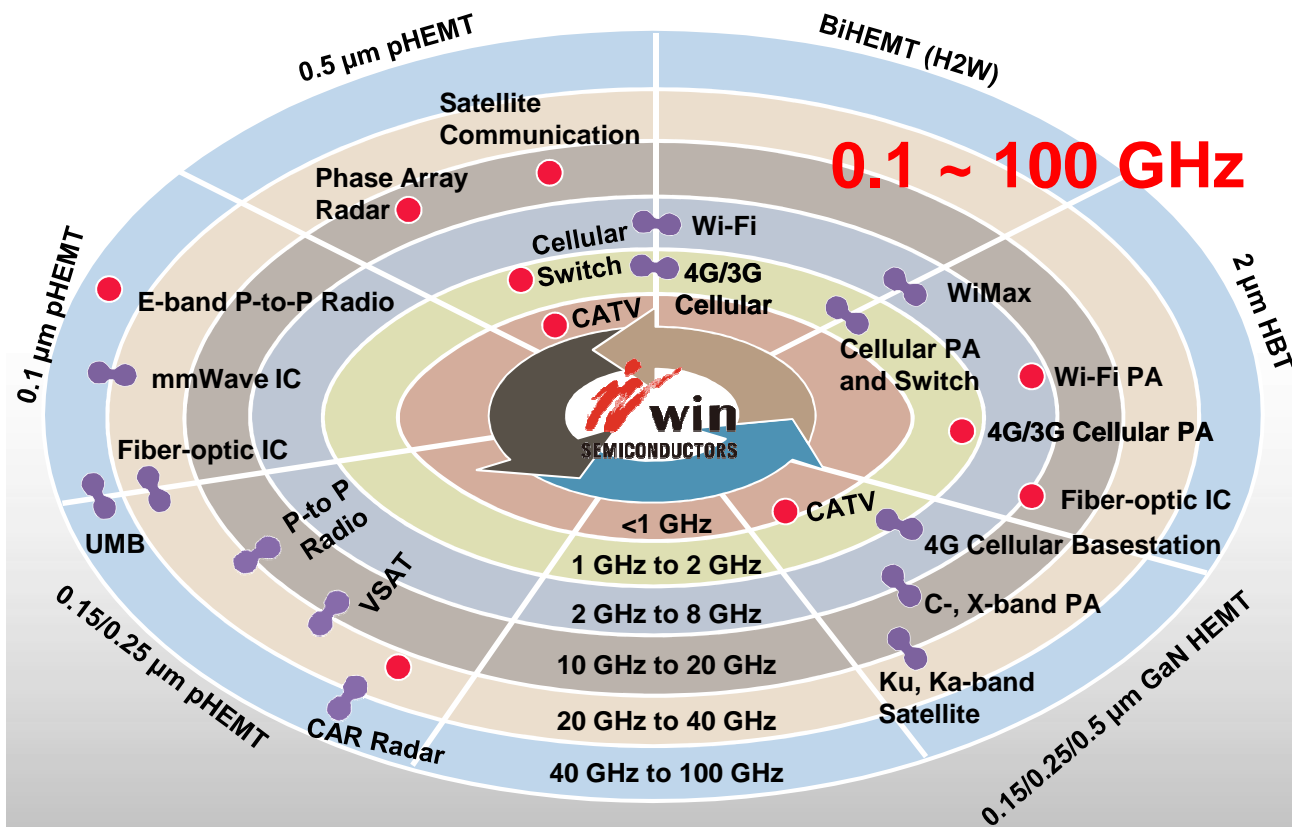 0.5 µm pHEMT
BiHEMT (H2W)
Satellite
Communication
0.1 ~ 100 GHz
Phase Array
Radar
Cellular
Switch
Wi-Fi
4G/3G
Cellular
CATV
WiMax
2 µm HBT
0.1 µm pHEMT
E-band P-to-P Radio
mmWave IC
Cellular PA
and Switch
Wi-Fi PA
win
SEMICONDUCTORS
4G/3G Cellular PA
Fiber-optic IC
Fiber-optic IC
UMB
P-to P
Radio
VSAT
CATV
<1 GHz
4G Cellular Basestation
1 GHz to 2 GHz
C-, X-band PA
2 GHz to 8 GHz
10 GHz to 20 GHz
Ku, Ka-band
Satellite
20 GHz to 40 GHz
CAR Radar
40 GHz to 100 GHz
0.15/0.25 µm pHEMT
0.15/0.25/0.5 µm GaN HEMT